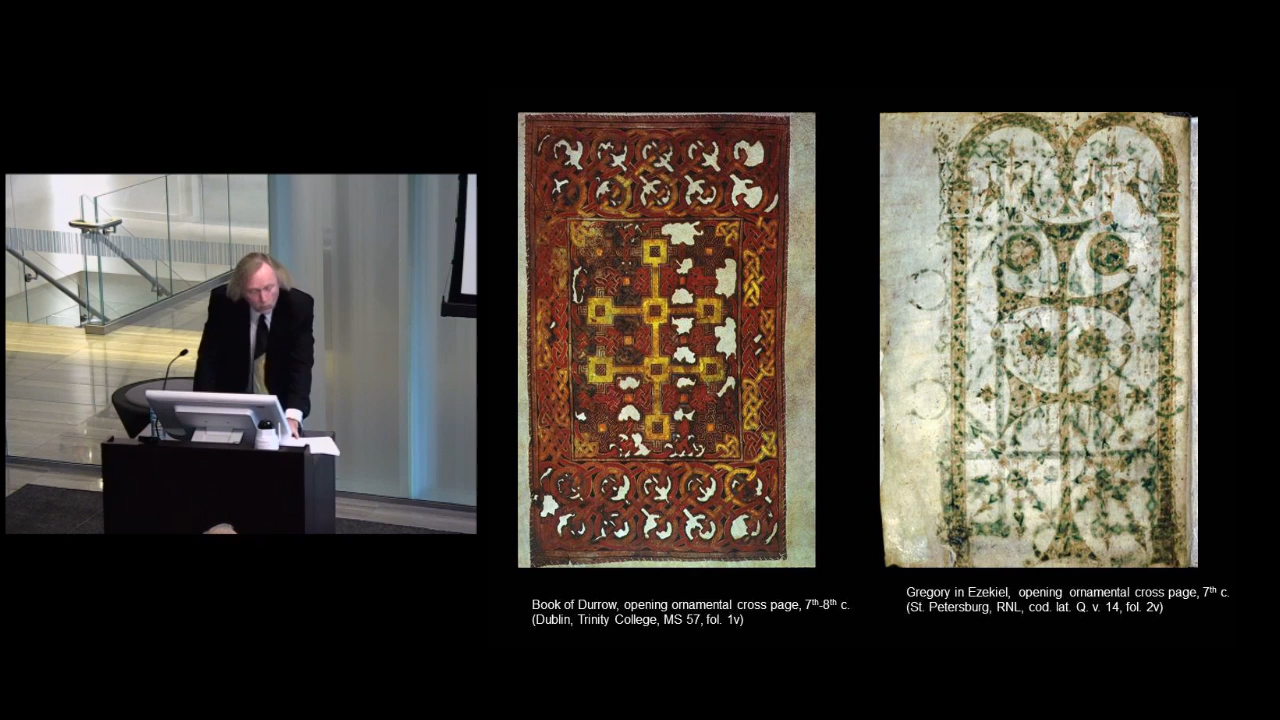 Book of Durrow, opening ornamental cross page, 7th-8th c.
(Dublin, Trinity College, MS 57, fol. 1v)
Gregory in Ezekiel, opening ornamental cross page, 7th c.
(St. Petersburg, RNL, cod. lat. Q. v. 14, fol. 2v)